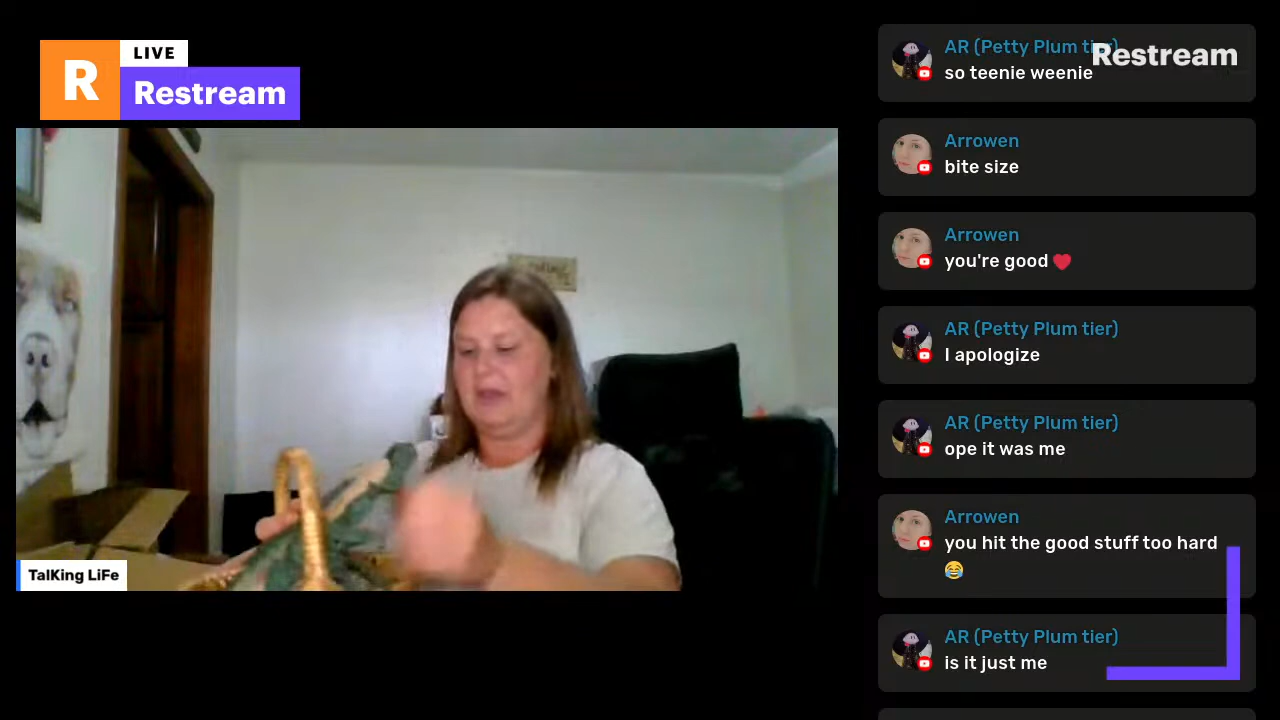 R
LIVE
Restream
TalKing LiFe
Restream
AR (Petty Plum tier)
so teenie weenie
Arrowen
bite size
Arrowen
you're good ❤️
AR (Petty Plum tier)
I apologize
AR (Petty Plum tier)
ope it was me
Arrowen
you hit the good stuff too hard
😂
AR (Petty Plum tier)
is it just me